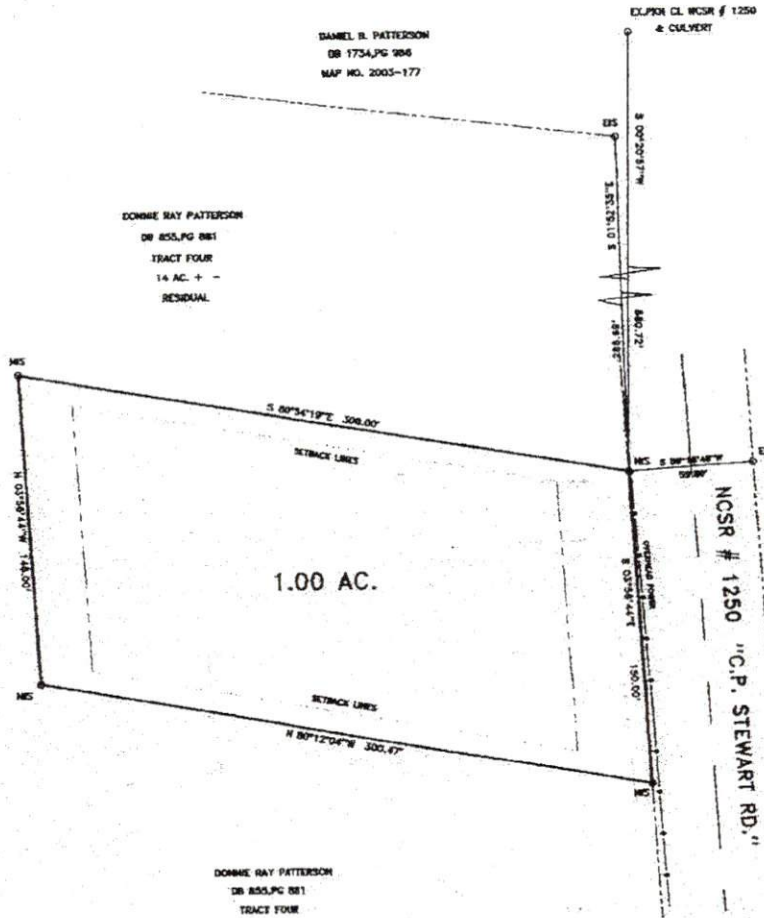 EX.PKN CL NCSR # 1250
& CULVERT
DANIEL B. PATTERSON
DB 1734,PG 986
MAP NO. 2003-177
EIS
S 00°20'57"W
S 01°52'55"E
DONNIE RAY PATTERSON
DB 855,PG 881
TRACT FOUR
14 AC. + -
RESIDUAL
880.72'
NIS
S 80°54'19"E 300.00'
SETBACK LINES
NIS
N 03°56'44"W 146.00'
OVERHEAD POWER
S 03°56'44"E
150.00'
1.00 AC.
NCSR # 1250 "C.P. STEWART RD."
SETBACK LINES
NIS
N 80°12'04"W 300.47'
NIS
DONNIE RAY PATTERSON
DB 855,PG 881
TRACT FOUR